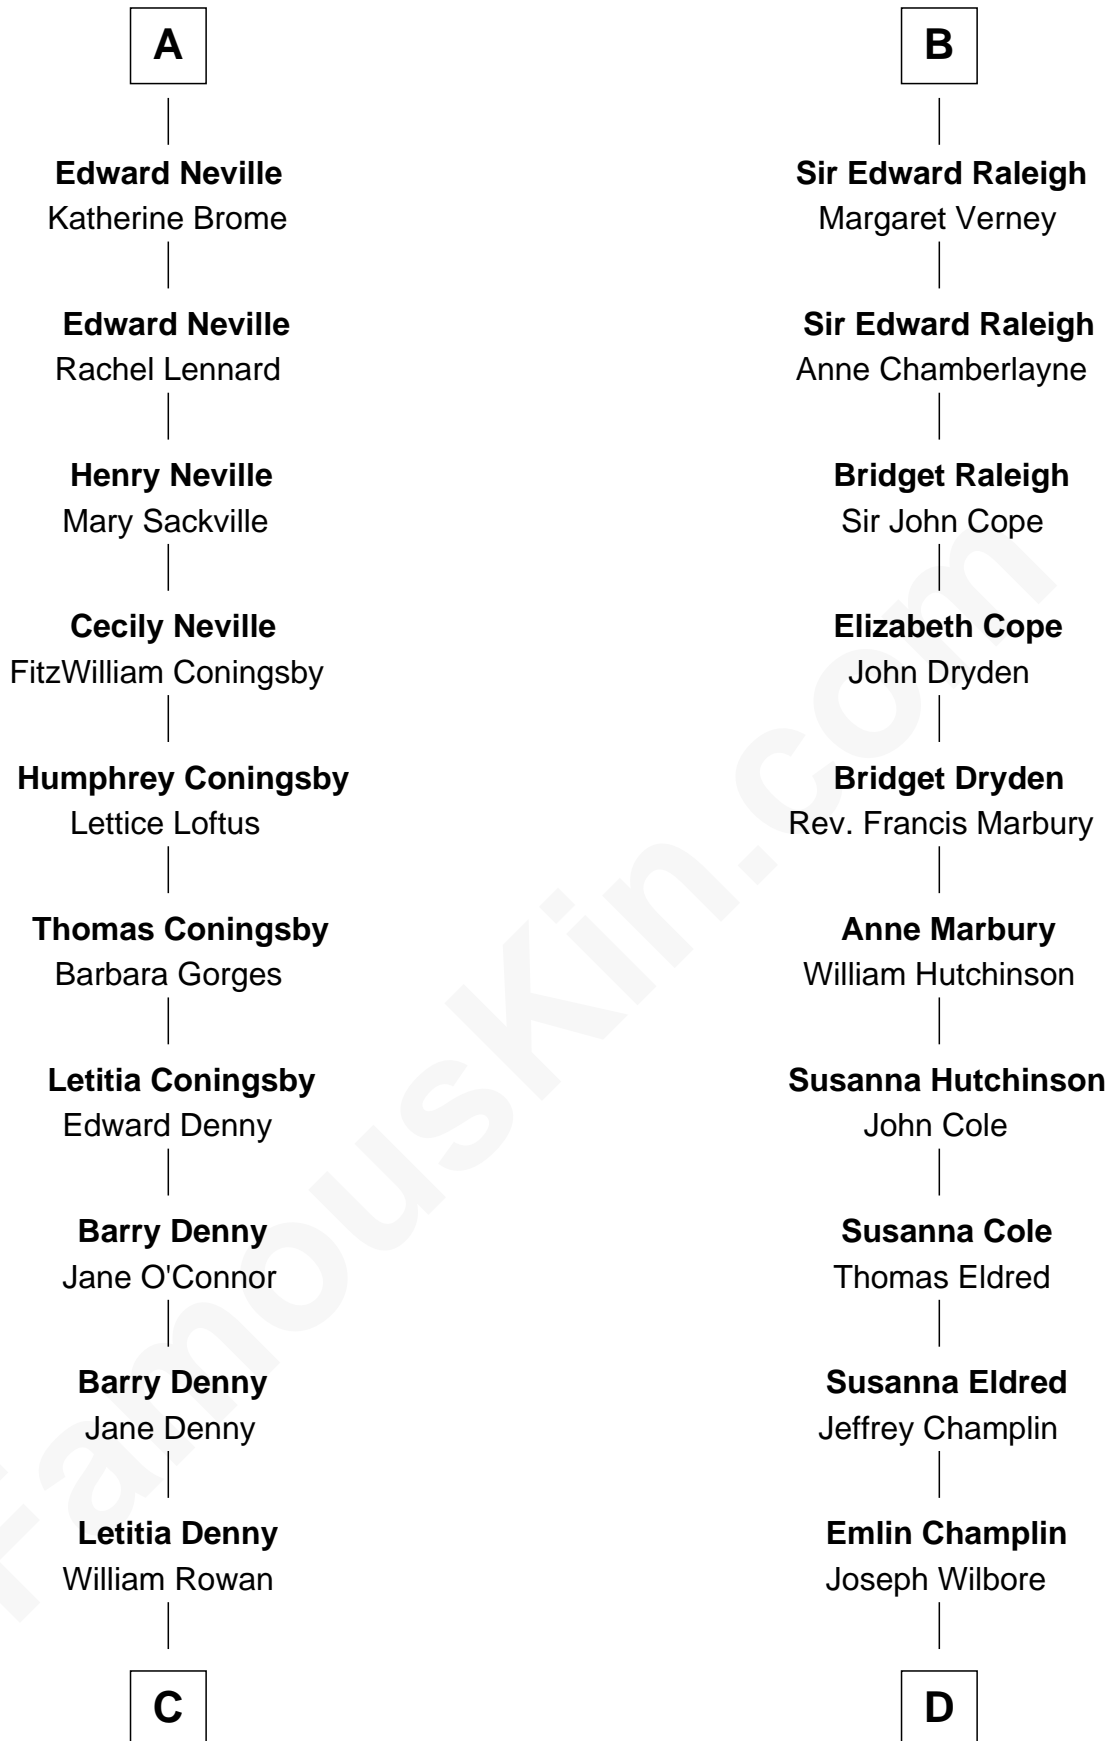 A
Edward Neville
Katherine Brome
Edward Neville
Rachel Lennard
Henry Neville
Mary Sackville
Cecily Neville
FitzWilliam Coningsby
Humphrey Coningsby
Lettice Loftus
Thomas Coningsby
Barbara Gorges
Letitia Coningsby
Edward Denny
Barry Denny
Jane O'Connor
Barry Denny
Jane Denny
Letitia Denny
William Rowan
C
B
Sir Edward Raleigh
Margaret Verney
Sir Edward Raleigh
Anne Chamberlayne
Bridget Raleigh
Sir John Cope
Elizabeth Cope
John Dryden
Bridget Dryden
Rev. Francis Marbury
Anne Marbury
William Hutchinson
Susanna Hutchinson
John Cole
Susanna Cole
Thomas Eldred
Susanna Eldred
Jeffrey Champlin
Emlin Champlin
Joseph Wilbore
D
FamousKin.com